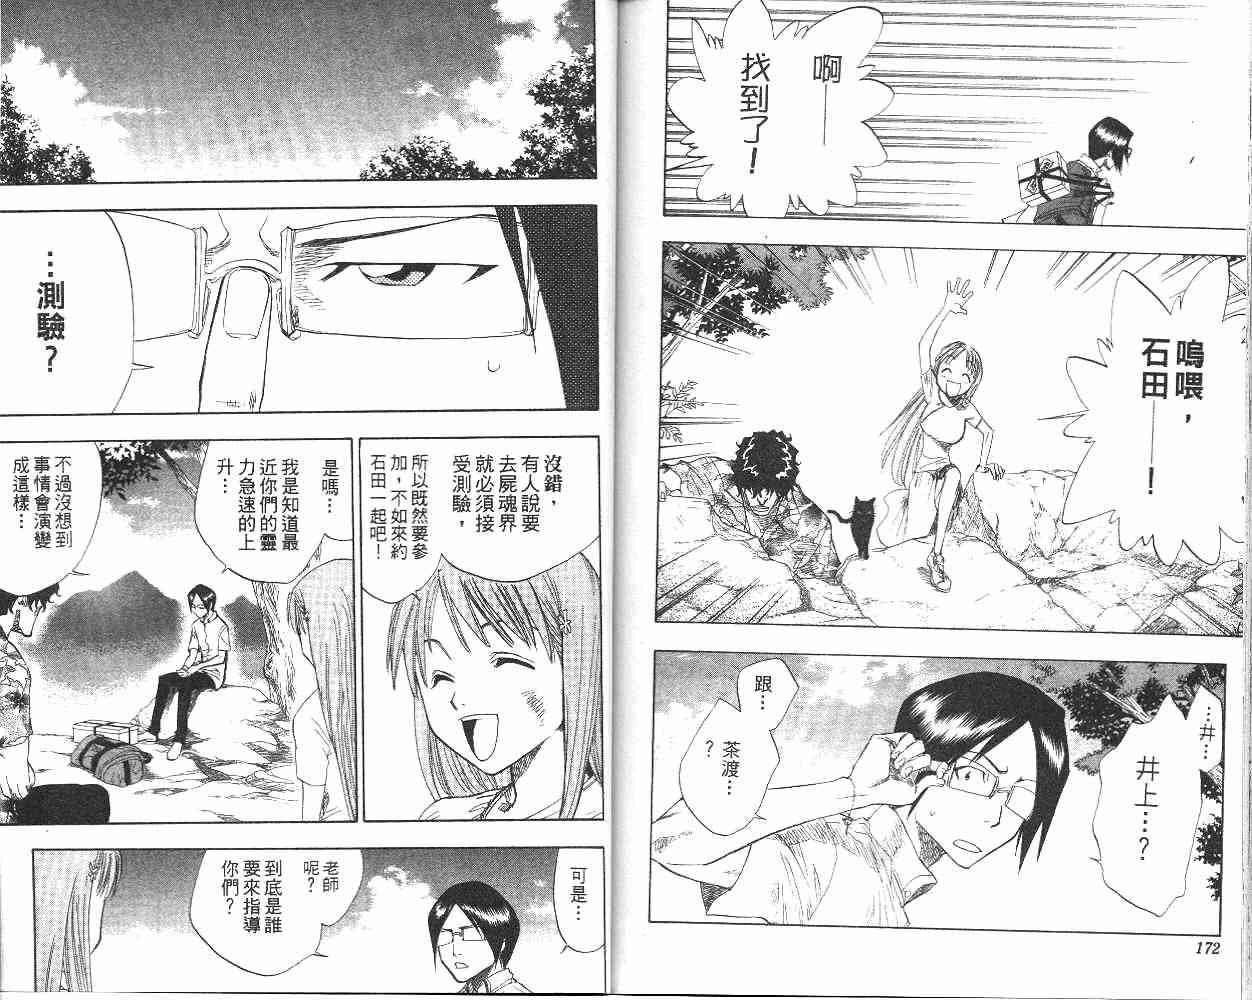 啊——
找到了！
嗚喂，
石田——！
…井…
井上…？
跟…
茶渡…
？
172
…測驗？
沒錯，
有人說要
去屍魂界
就必須接
受測驗，
所以既然要參
加，不如來約
石田一起吧！
是嗎…
我是知道最
近你們的靈
力急速的上
升…
不過沒想到
事情會演變
成這樣…
可是…
老師
呢？
到底是誰
要來指導
你們？